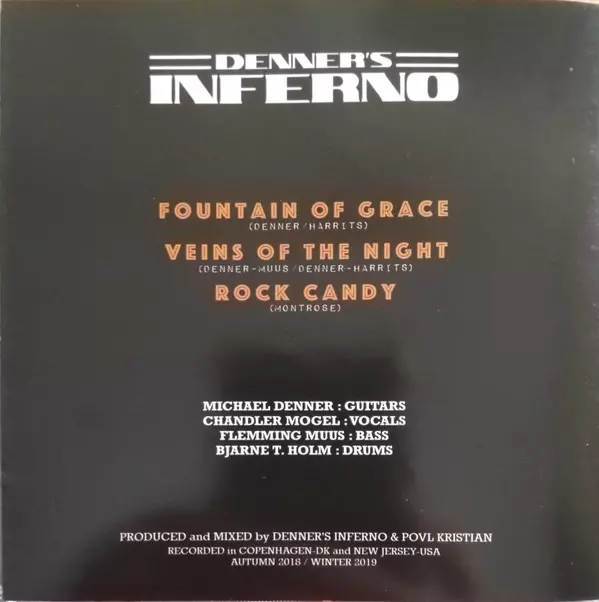 DENNER'S
INFERNO
FOUNTAIN OF GRACE
(DENNER/HARRITS)
VEINS OF THE NIGHT
(DENNER-MUUS/DENNER-HARRITS)
ROCK CANDY
(MONTROSE)
MICHAEL DENNER : GUITARS
CHANDLER MOGEL : VOCALS
FLEMMING MUUS : BASS
BJARNE T. HOLM : DRUMS
PRODUCED and MIXED by DENNER'S INFERNO & POVL KRISTIAN
RECORDED in COPENHAGEN-DK and NEW JERSEY-USA
AUTUMN 2018 / WINTER 2019